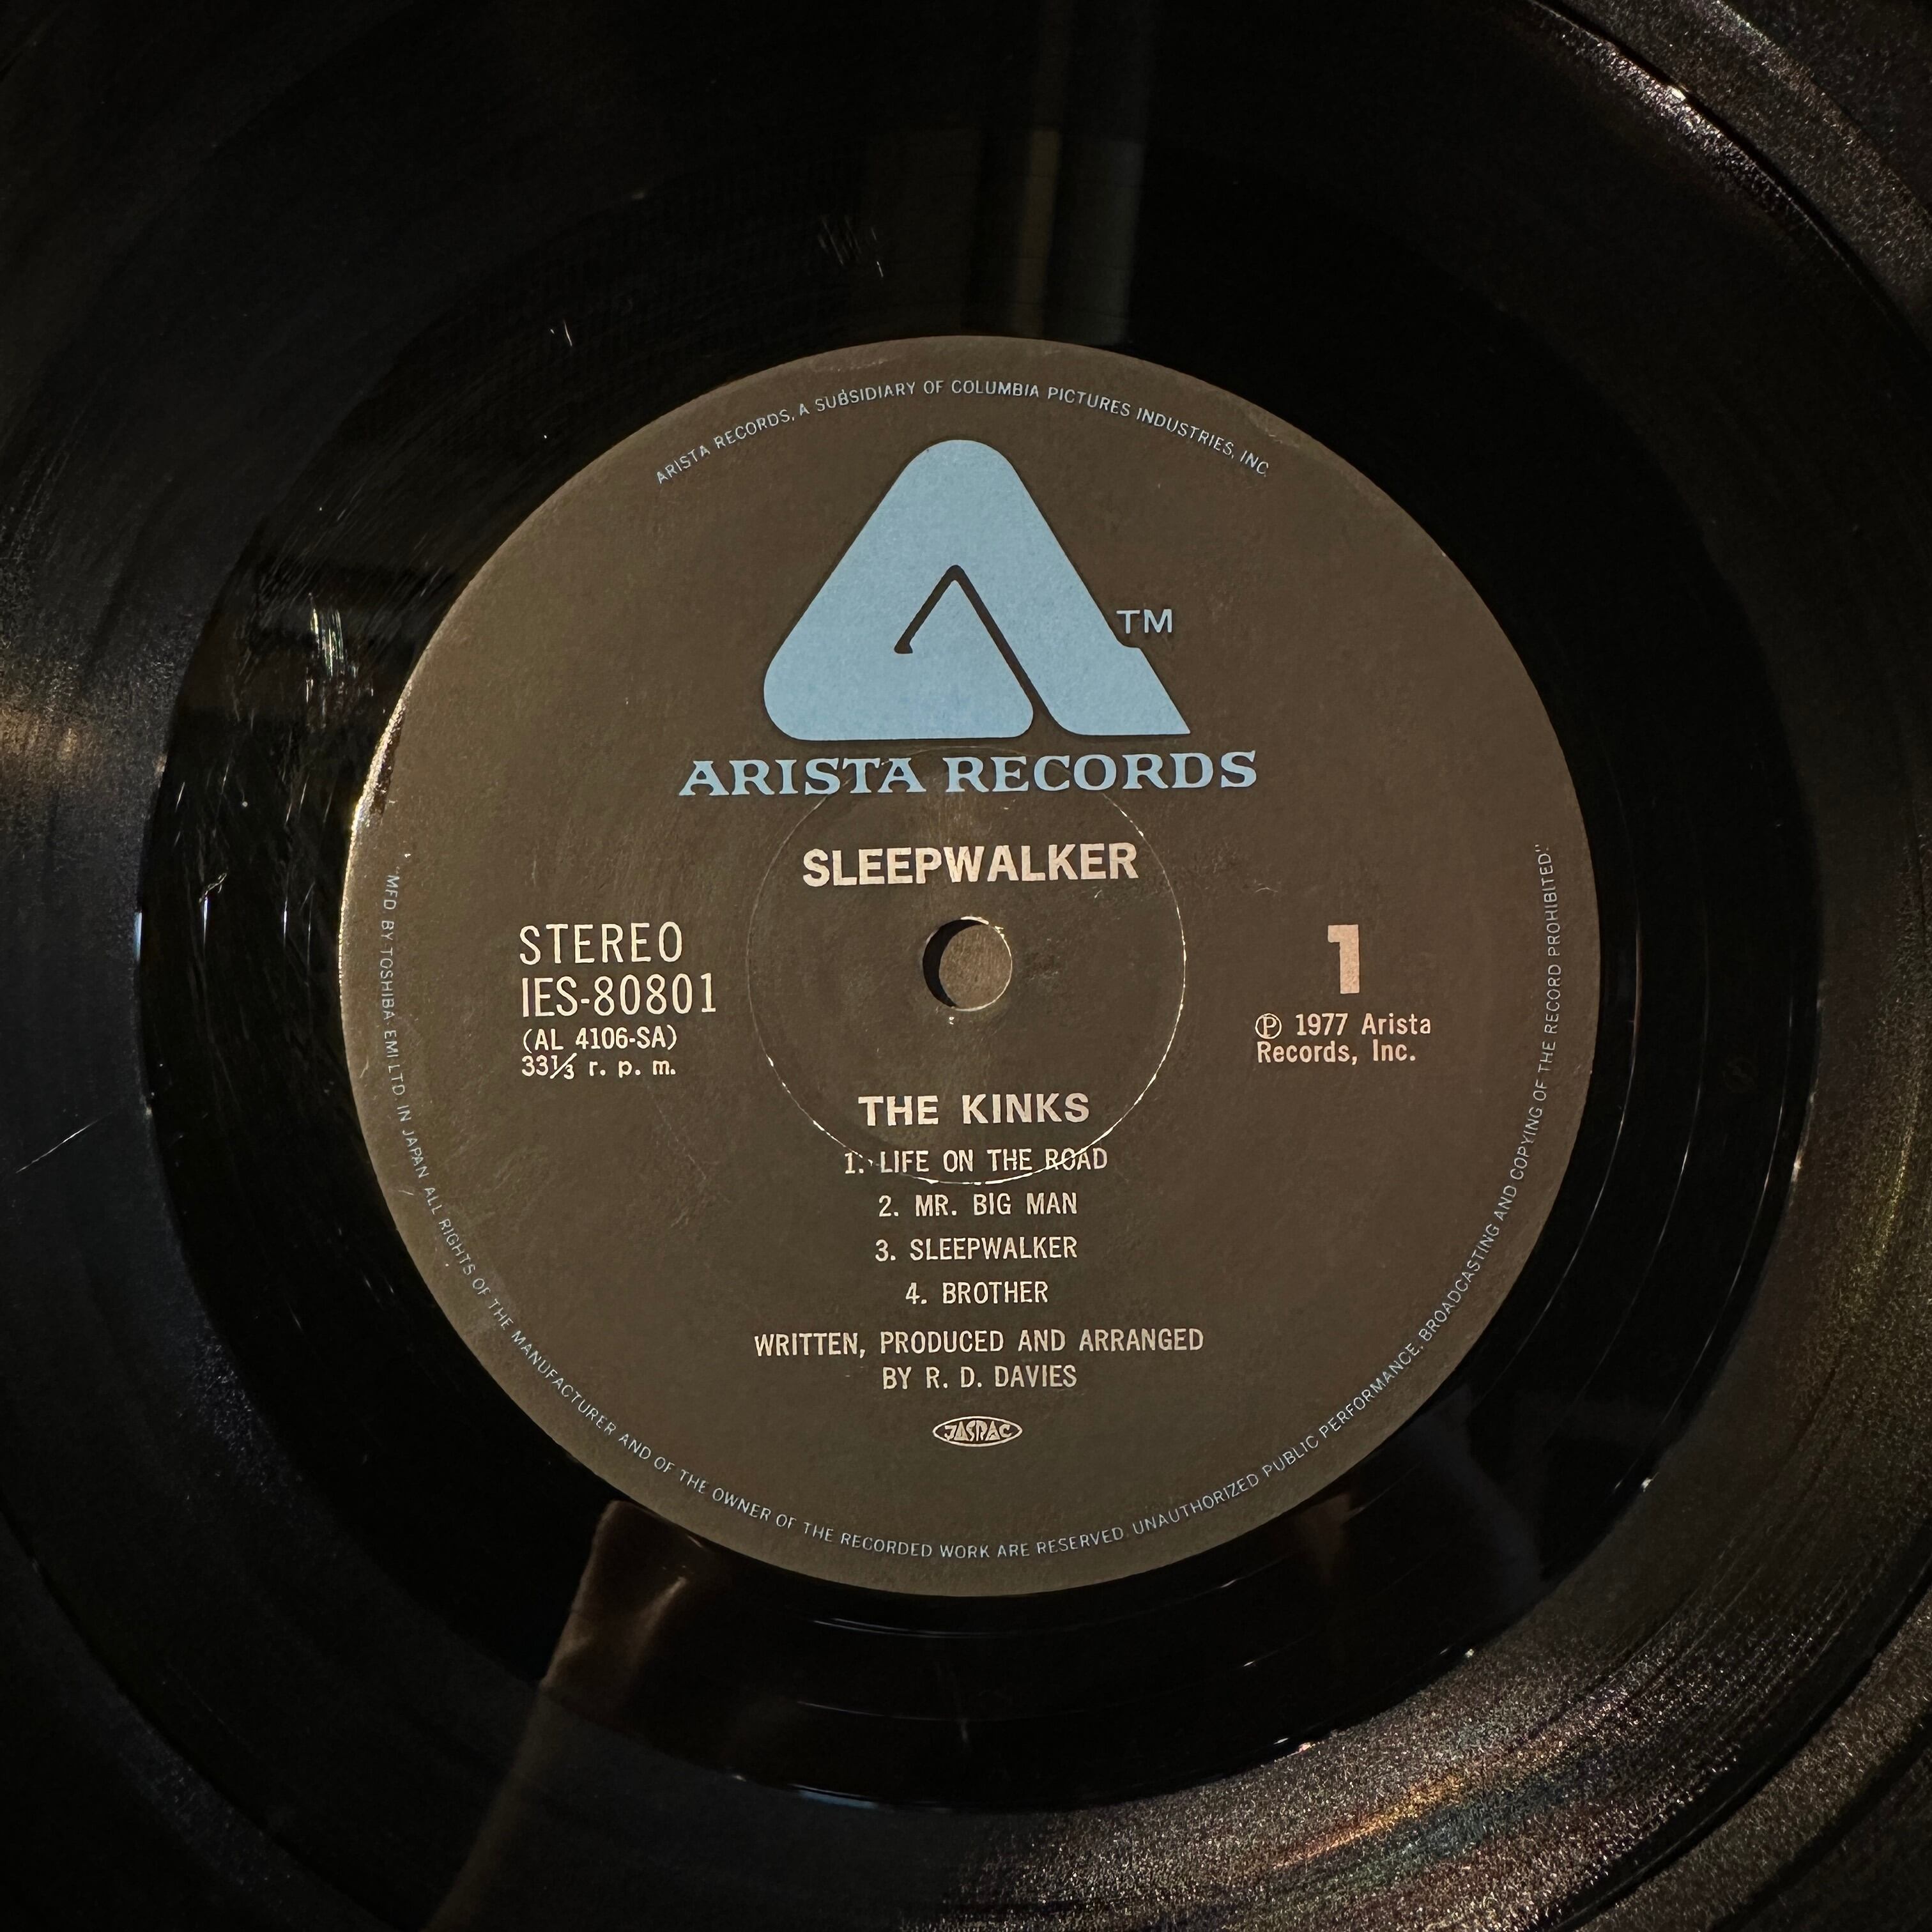 ARISTA RECORDS, A SUBSIDIARY OF COLUMBIA PICTURES INDUSTRIES, INC.
TM
ARISTA RECORDS
SLEEPWALKER
STEREO
IES-80801
(AL 4106-SA)
33⅓ r. p. m.
1
Ⓟ 1977 Arista
Records, Inc.
THE KINKS
1. LIFE ON THE ROAD
2. MR. BIG MAN
3. SLEEPWALKER
4. BROTHER
WRITTEN, PRODUCED AND ARRANGED
BY R. D. DAVIES
JASRAC
"MFD. BY TOSHIBA EMI LTD. IN JAPAN ALL RIGHTS OF THE MANUFACTURER AND OF THE OWNER OF THE RECORDED WORK ARE RESERVED. UNAUTHORIZED PUBLIC PERFORMANCE, BROADCASTING AND COPYING OF THE RECORD PROHIBITED."